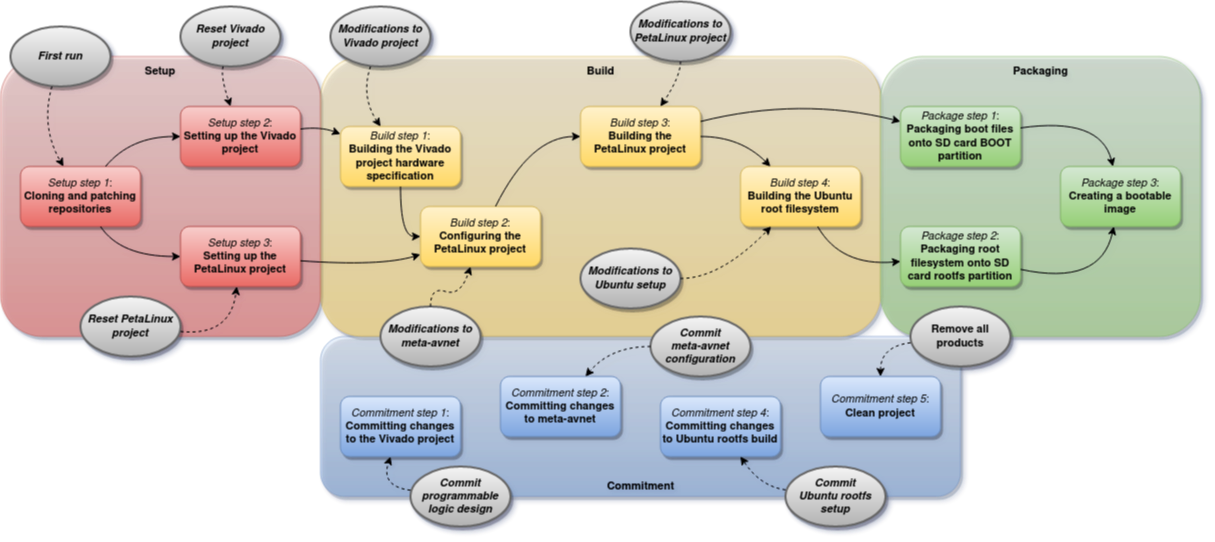 First run
Reset Vivado
project
Modifications to
Vivado project
Modifications to
PetaLinux project
Setup
Build
Packaging
Setup step 1:
Cloning and patching
repositories
Setup step 2:
Setting up the Vivado
project
Setup step 3:
Setting up the
PetaLinux project
Reset PetaLinux
project
Build step 1:
Building the Vivado
project hardware
specification
Build step 2:
Configuring the
PetaLinux project
Build step 3:
Building the
PetaLinux project
Build step 4:
Building the Ubuntu
root filesystem
Modifications to
Ubuntu setup
Modifications to
meta-avnet
Package step 1:
Packaging boot files
onto SD card BOOT
partition
Package step 2:
Packaging root
filesystem onto SD
card rootfs partition
Package step 3:
Creating a bootable
image
Commit
meta-avnet
configuration
Remove all
products
Commitment step 1:
Committing changes
to the Vivado project
Commitment step 2:
Committing changes
to meta-avnet
Commitment step 4:
Committing changes
to Ubuntu rootfs build
Commitment step 5:
Clean project
Commit
programmable
logic design
Commitment
Commit
Ubuntu rootfs
setup